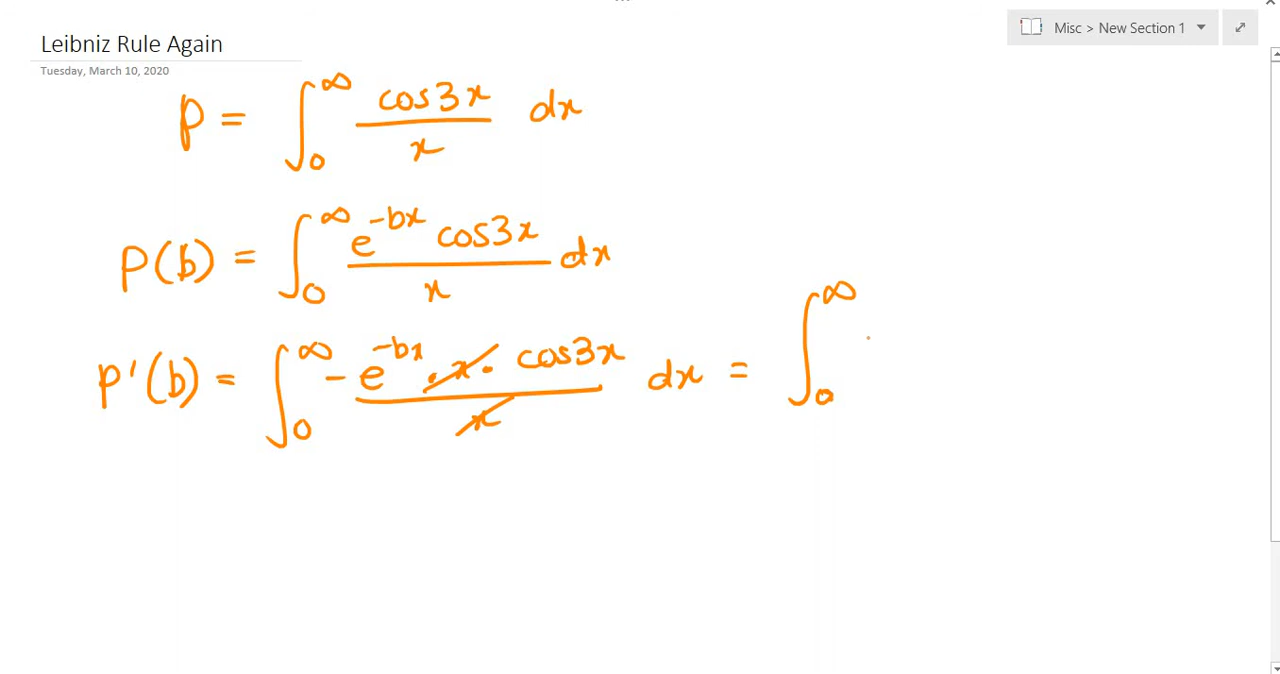 Misc > New Section 1
Leibniz Rule Again
Tuesday, March 10, 2020
P = ∫₀^∞ cos3x / x dx
P(b) = ∫₀^∞ e^{-bx} cos3x / x dx
P'(b) = ∫₀^∞ - e^{-bx} . x . cos3x / x dx = ∫₀^∞